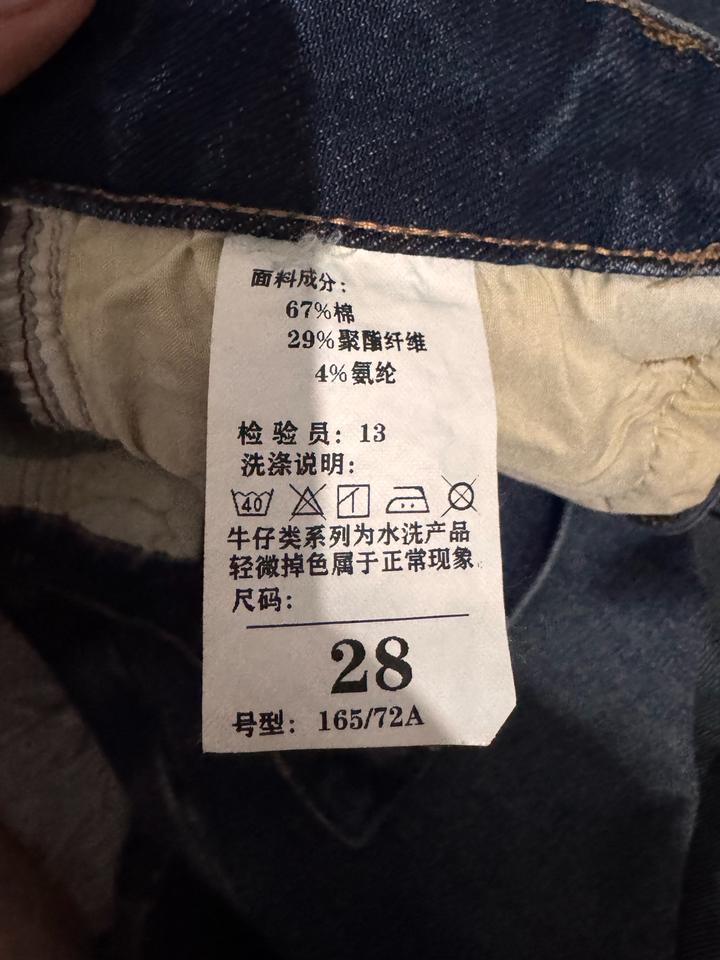 面料成分:
67%棉
29%聚酯纤维
4%氨纶
检验员: 13
洗涤说明:
40
牛仔类系列为水洗产品
轻微掉色属于正常现象.
尺码:
28
号型: 165/72A